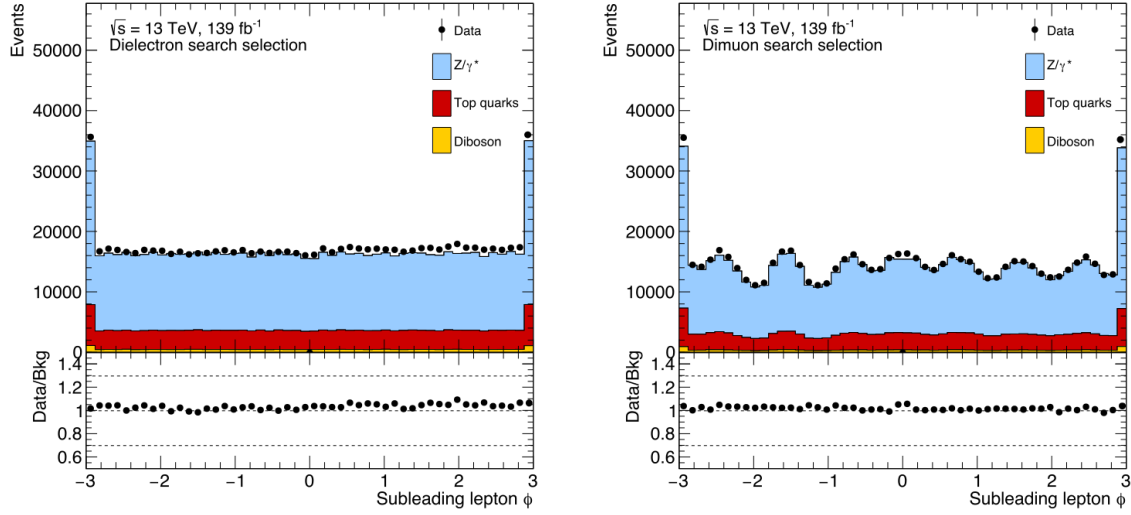 Events
√s = 13 TeV, 139 fb⁻¹
Dielectron search selection
Data
Z/γ*
Top quarks
Diboson
50000
40000
30000
20000
10000
0
Data/Bkg
1.4
1.2
1
0.8
0.6
−3 −2 −1 0 1 2 3
Subleading lepton ϕ
Events
√s = 13 TeV, 139 fb⁻¹
Dimuon search selection
Data
Z/γ*
Top quarks
Diboson
50000
40000
30000
20000
10000
0
Data/Bkg
1.4
1.2
1
0.8
0.6
−3 −2 −1 0 1 2 3
Subleading lepton ϕ